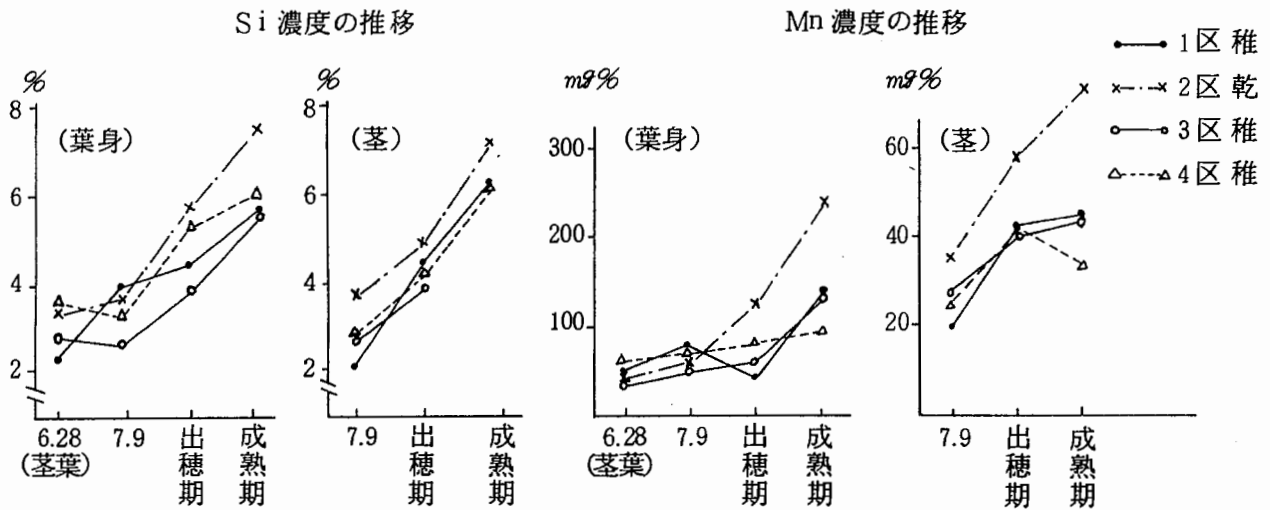 Si 濃度の推移
Mn 濃度の推移
%
8
6
4
2
(葉身)
6.28
(茎葉)
7.9
出穂期
成熟期
%
8
6
4
2
(茎)
7.9
出穂期
成熟期
mg%
300
200
100
(葉身)
6.28
(茎葉)
7.9
出穂期
成熟期
mg%
60
40
20
(茎)
7.9
出穂期
成熟期
1区 稚
2区 乾
3区 稚
4区 稚